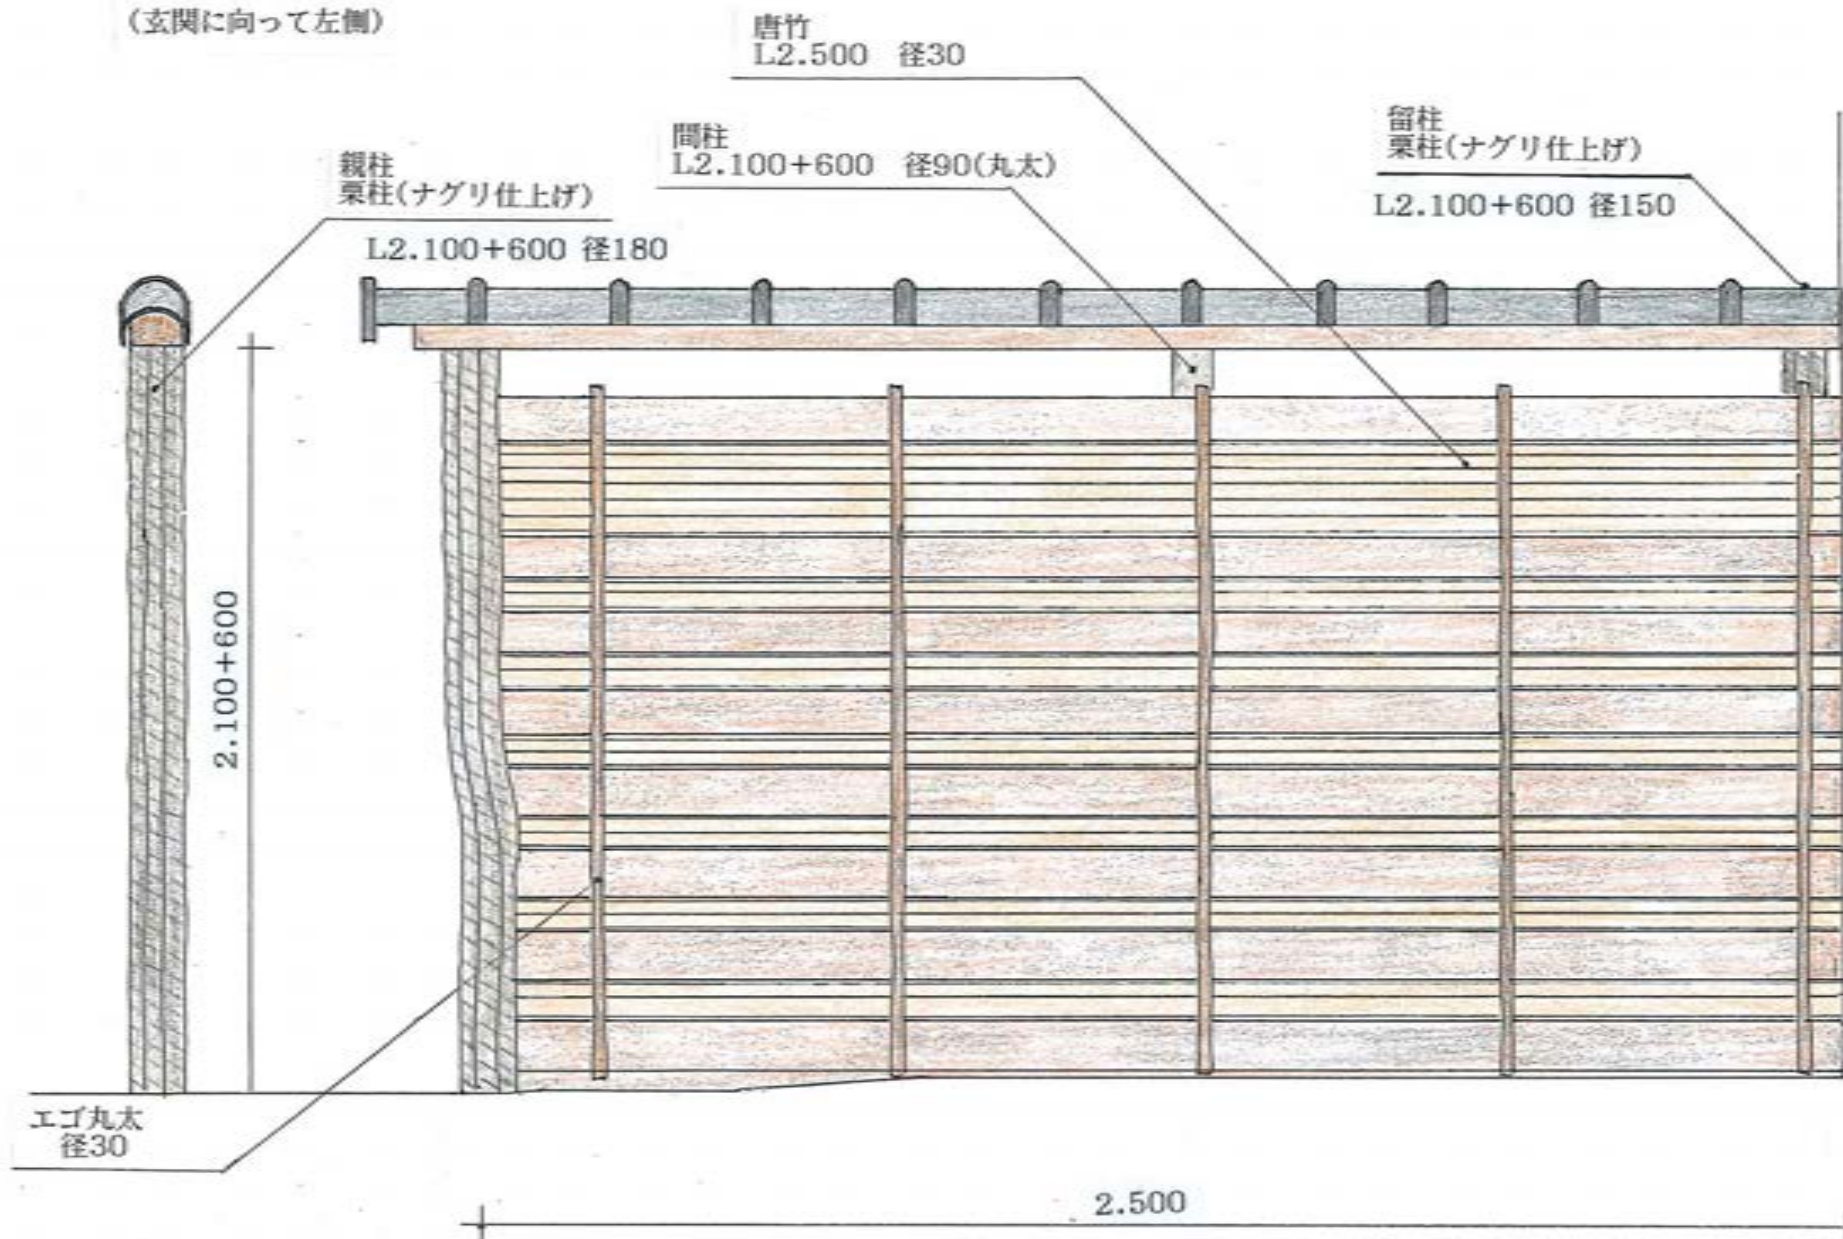 (玄関に向って左側)
唐竹
L2.500 径30
間柱
L2.100+600 径90(丸太)
留柱
栗柱(ナグリ仕上げ)
L2.100+600 径150
親柱
栗柱(ナグリ仕上げ)
L2.100+600 径180
2.100+600
エゴ丸太
径30
2.500